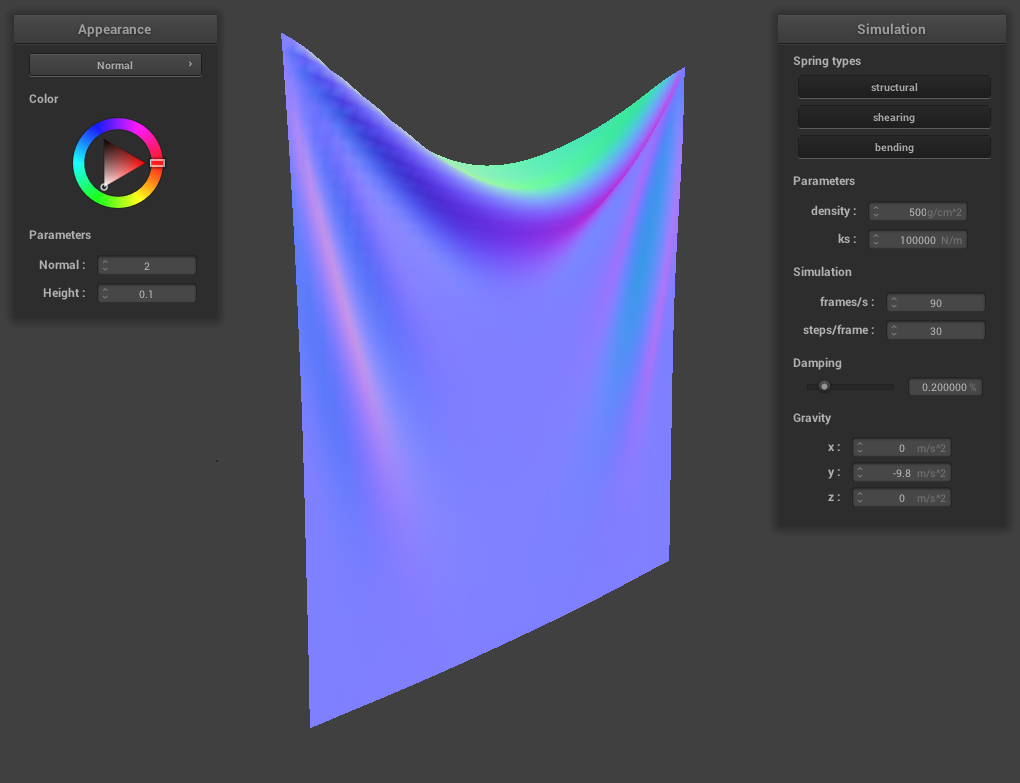 Appearance
Normal ›
Color
Parameters
Normal : 2
Height : 0.1
Simulation
Spring types
structural
shearing
bending
Parameters
density : 500g/cm^2
ks : 100000 N/m
Simulation
frames/s : 90
steps/frame : 30
Damping
0.200000 %
Gravity
x : 0 m/s^2
y : -9.8 m/s^2
z : 0 m/s^2